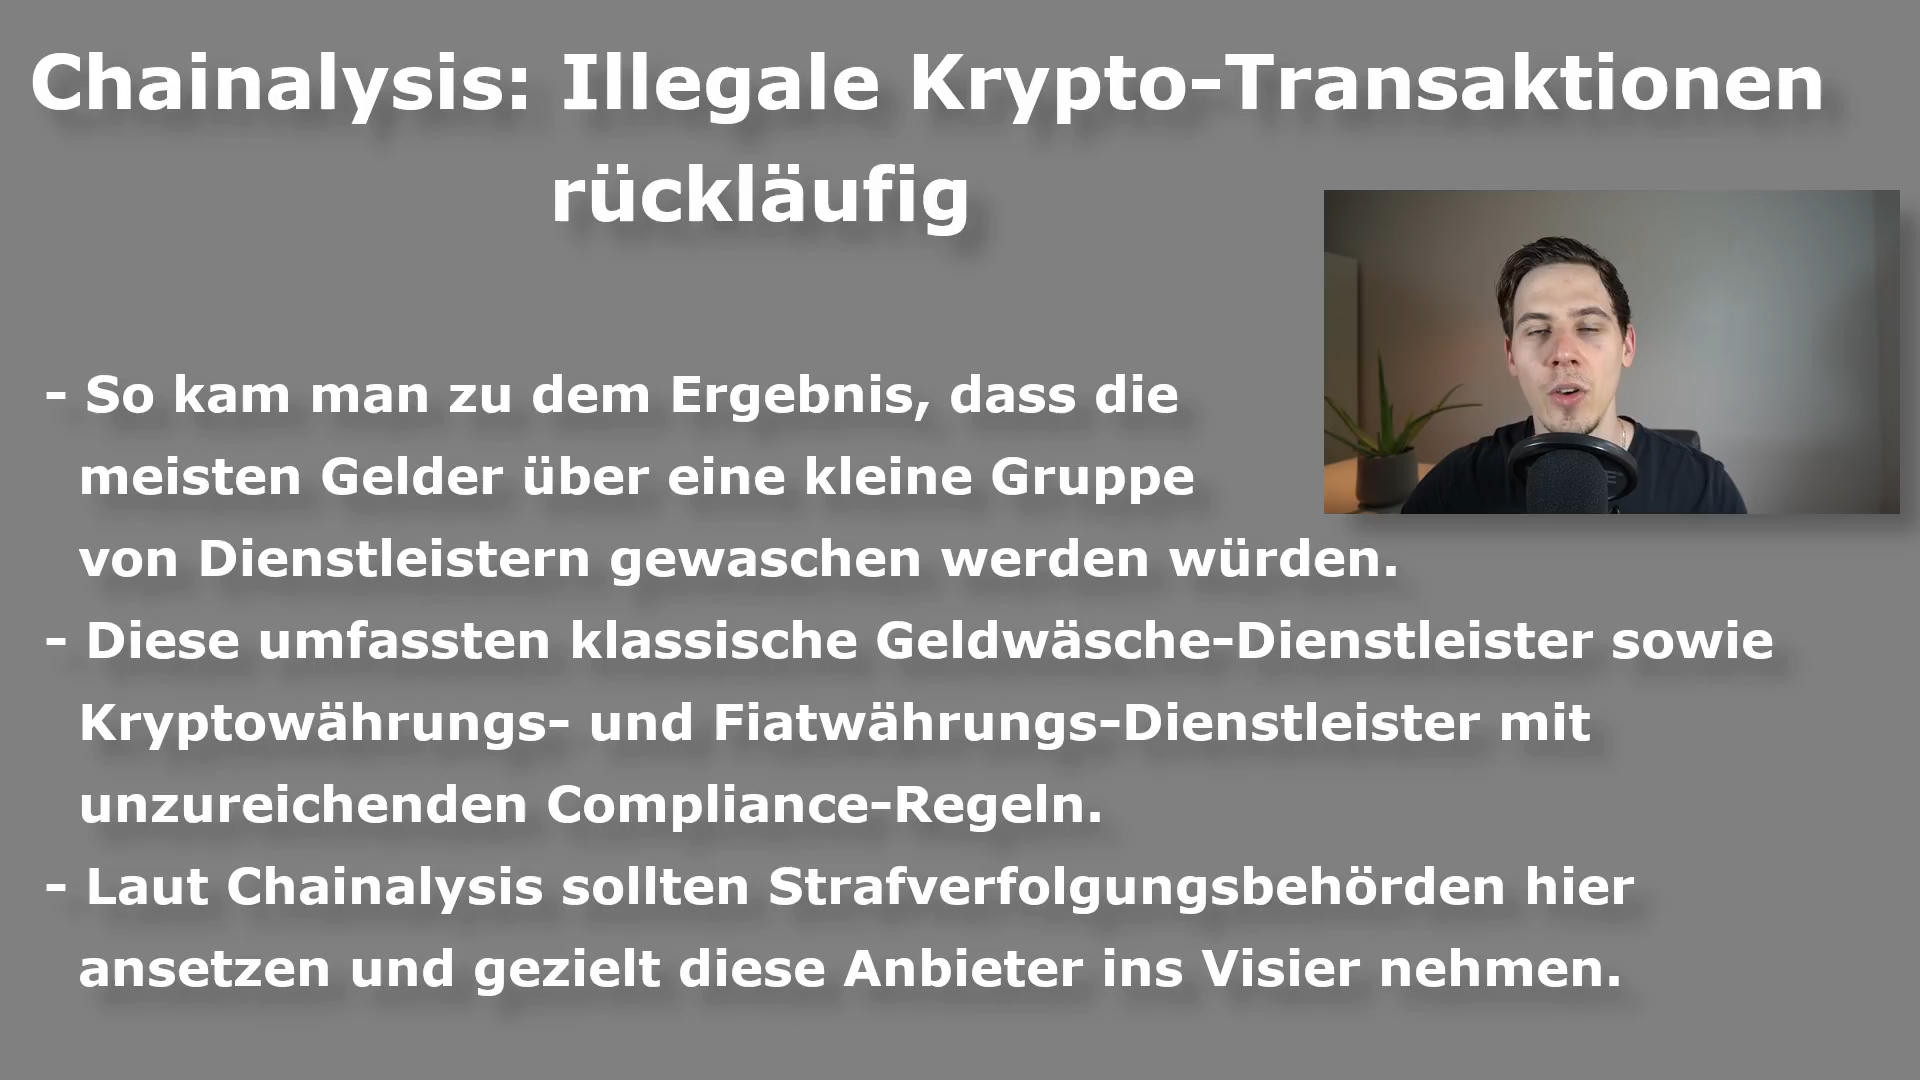 Chainalysis: Illegale Krypto-Transaktionen
rückläufig
- So kam man zu dem Ergebnis, dass die
meisten Gelder über eine kleine Gruppe
von Dienstleistern gewaschen werden würden.
- Diese umfassten klassische Geldwäsche-Dienstleister sowie
Kryptowährungs- und Fiatwährungs-Dienstleister mit
unzureichenden Compliance-Regeln.
- Laut Chainalysis sollten Strafverfolgungsbehörden hier
ansetzen und gezielt diese Anbieter ins Visier nehmen.